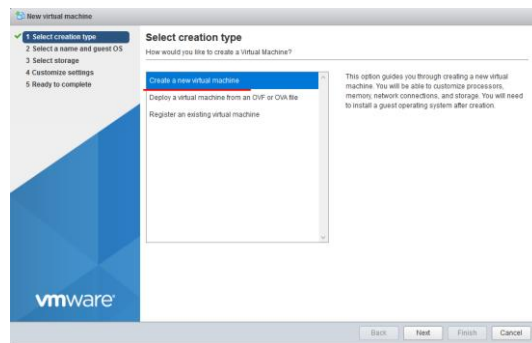 New virtual machine
1 Select creation type
2 Select a name and guest OS
3 Select storage
4 Customize settings
5 Ready to complete
Select creation type
How would you like to create a Virtual Machine?
Create a new virtual machine
Deploy a virtual machine from an OVF or OVA file
Register an existing virtual machine
This option guides you through creating a new virtual
machine. You will be able to customize processors,
memory, network connections, and storage. You will need
to install a guest operating system after creation.
vmware
Back Next Finish Cancel